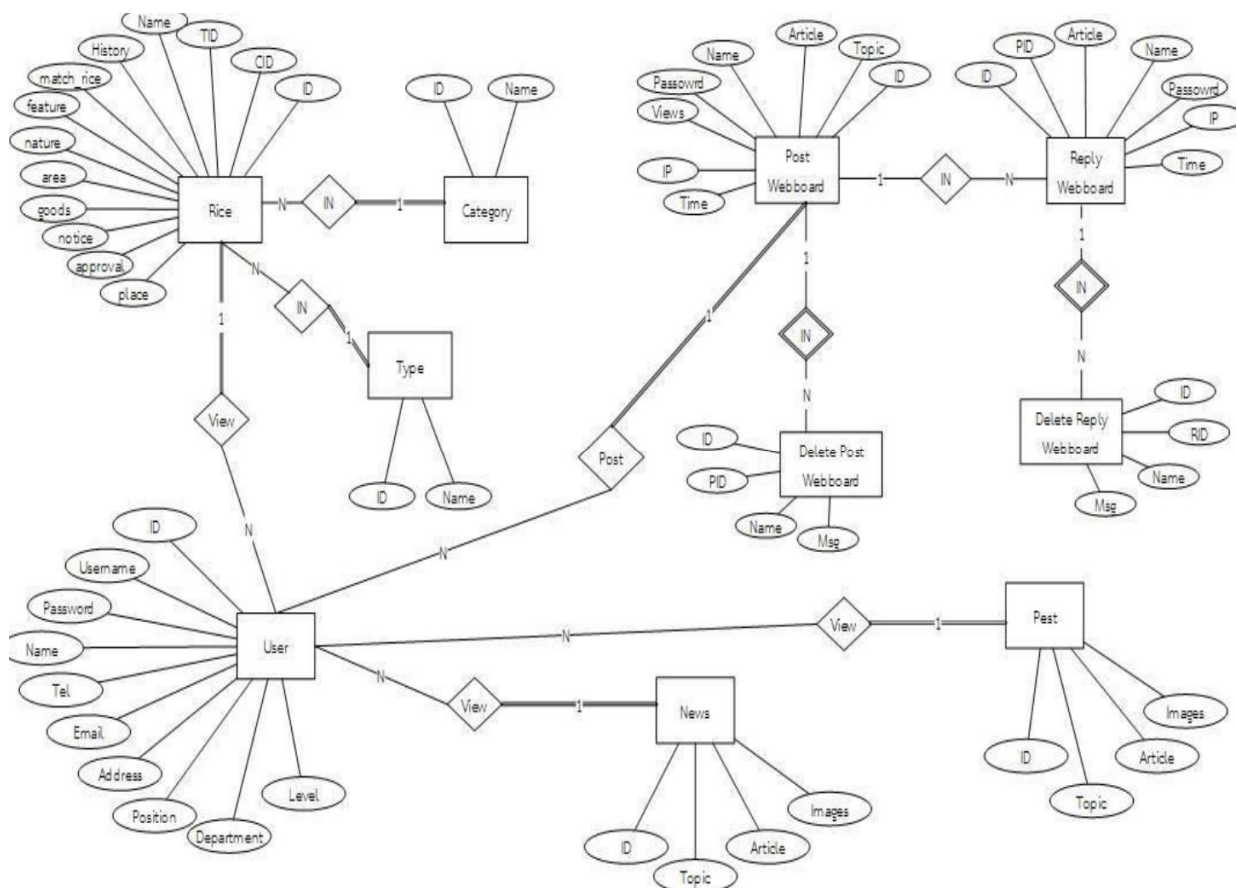 Name
TID
CID
ID
History
match_rice
feature
nature
area
goods
notice
approval
place
Rice
N
IN
1
Category
ID
Name
N
IN
1
Type
ID
Name
1
View
N
Name
Article
Topic
ID
Passowrd
Views
IP
Time
Post
Webboard
1
IN
N
ID
PID
Article
Name
Passowrd
IP
Time
Reply
Webboard
1
IN
N
Delete Post
Webboard
ID
PID
Name
Msg
1
IN
N
Delete Reply
Webboard
ID
RID
Name
Msg
1
Post
N
ID
Username
Password
Name
Tel
Email
Address
Position
Department
Level
User
N
View
1
Pest
ID
Topic
Article
Images
N
View
1
News
ID
Topic
Article
Images